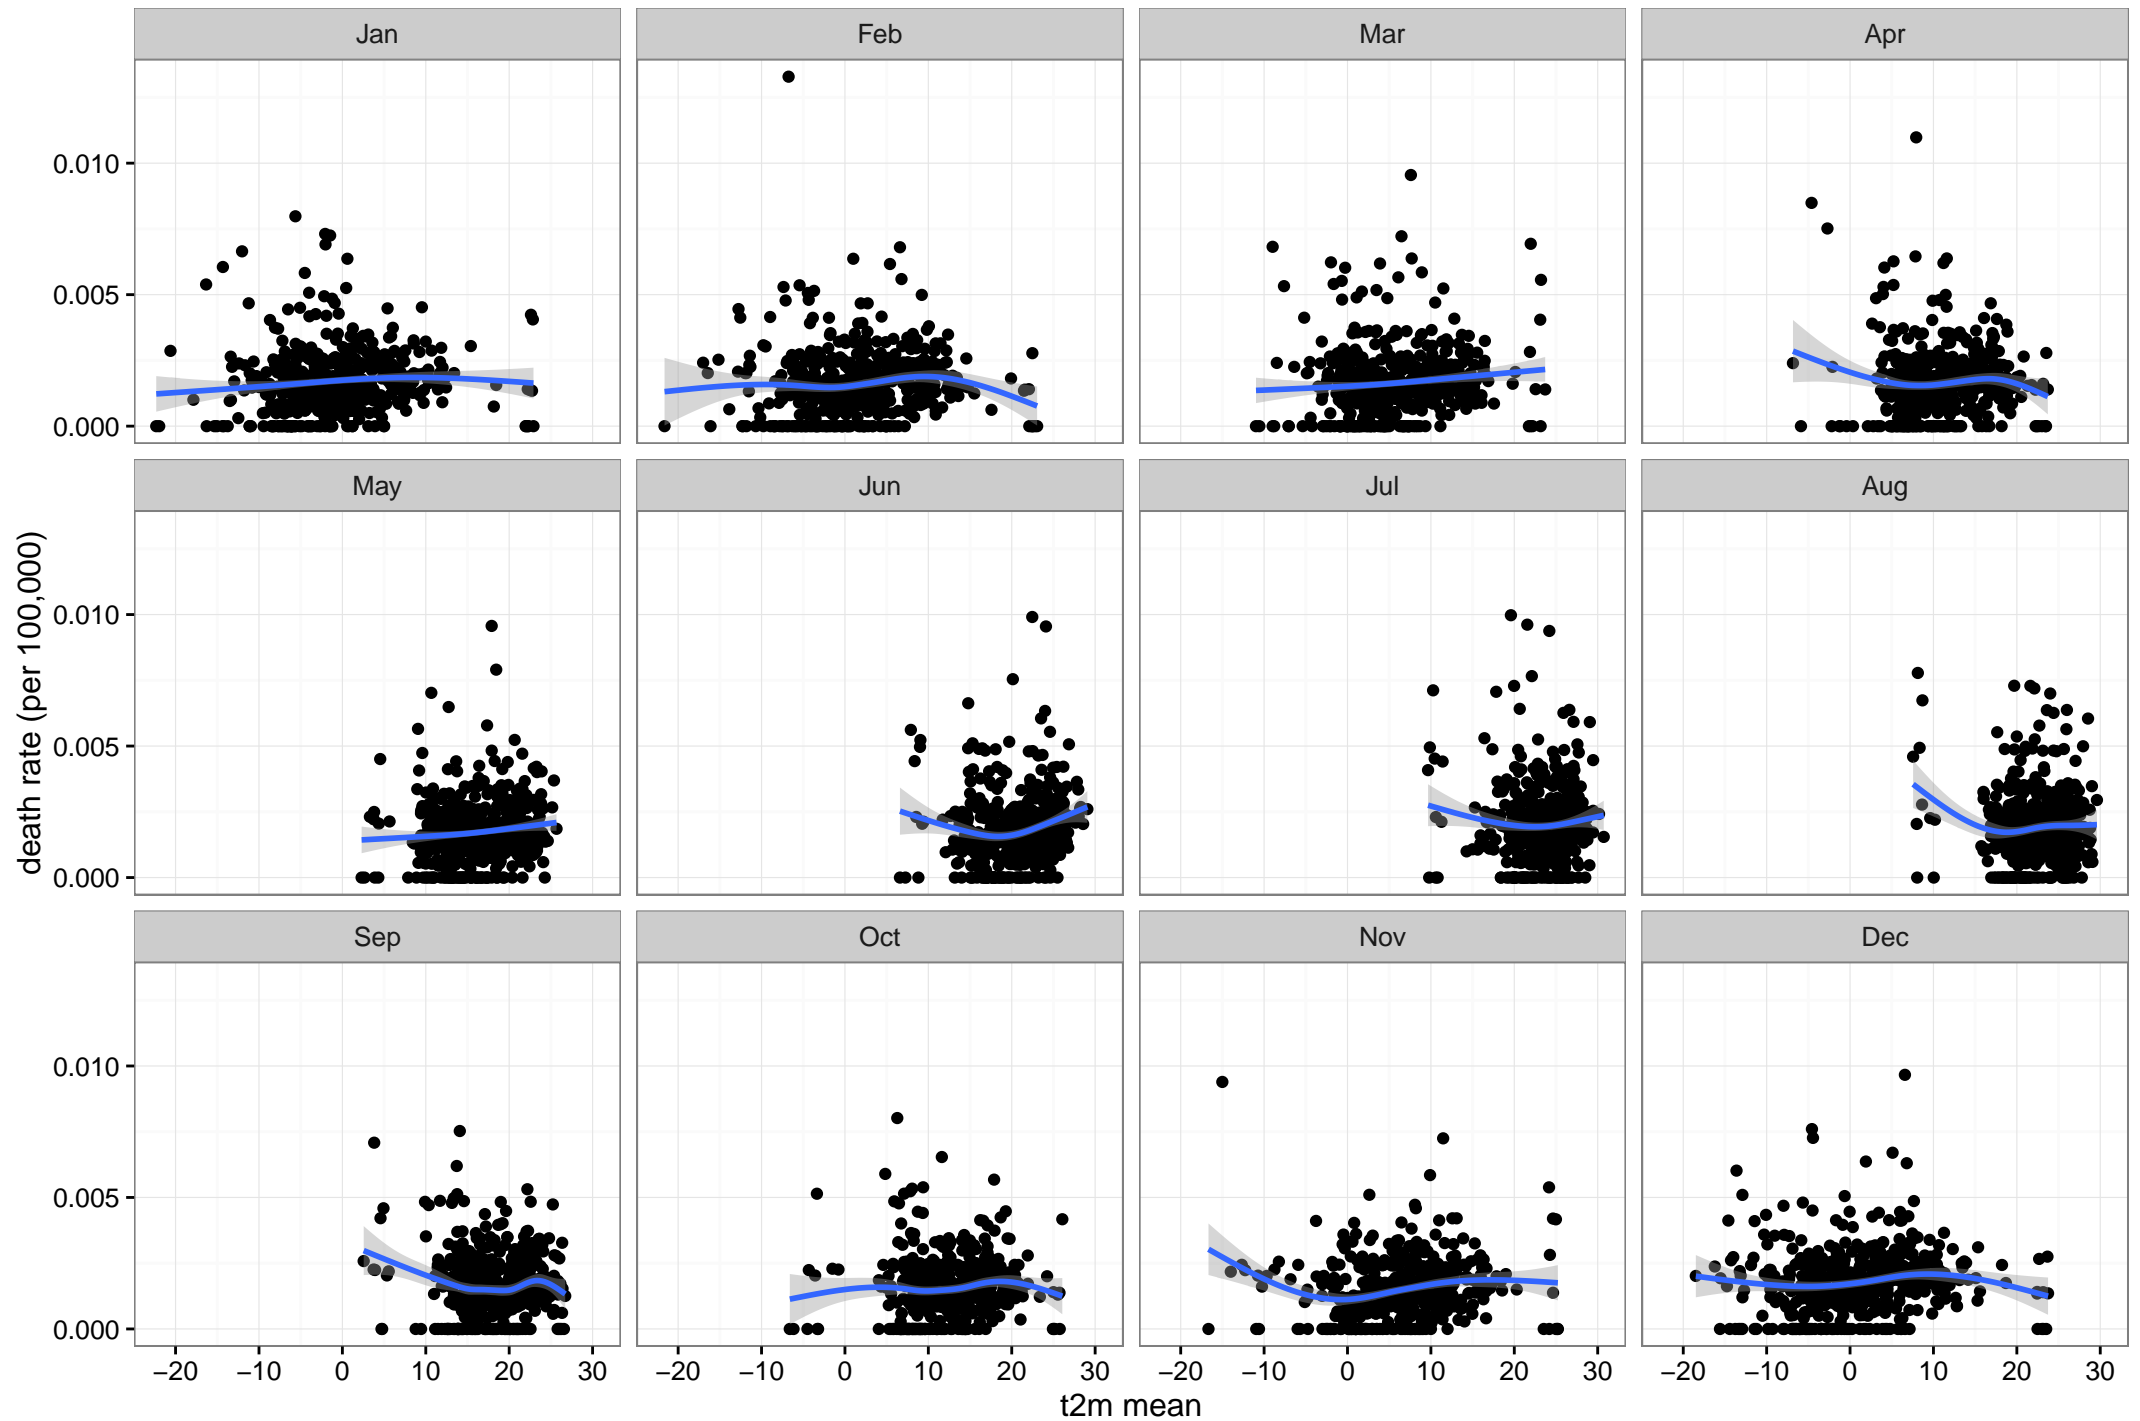 Jan Feb Mar Apr
0.010
0.005
0.000
May Jun Jul Aug
0.010
0.005
0.000
Sep Oct Nov Dec
0.010
0.005
0.000
−20 −10 0 10 20 30 −20 −10 0 10 20 30 −20 −10 0 10 20 30 −20 −10 0 10 20 30
t2m mean
death rate (per 100,000)